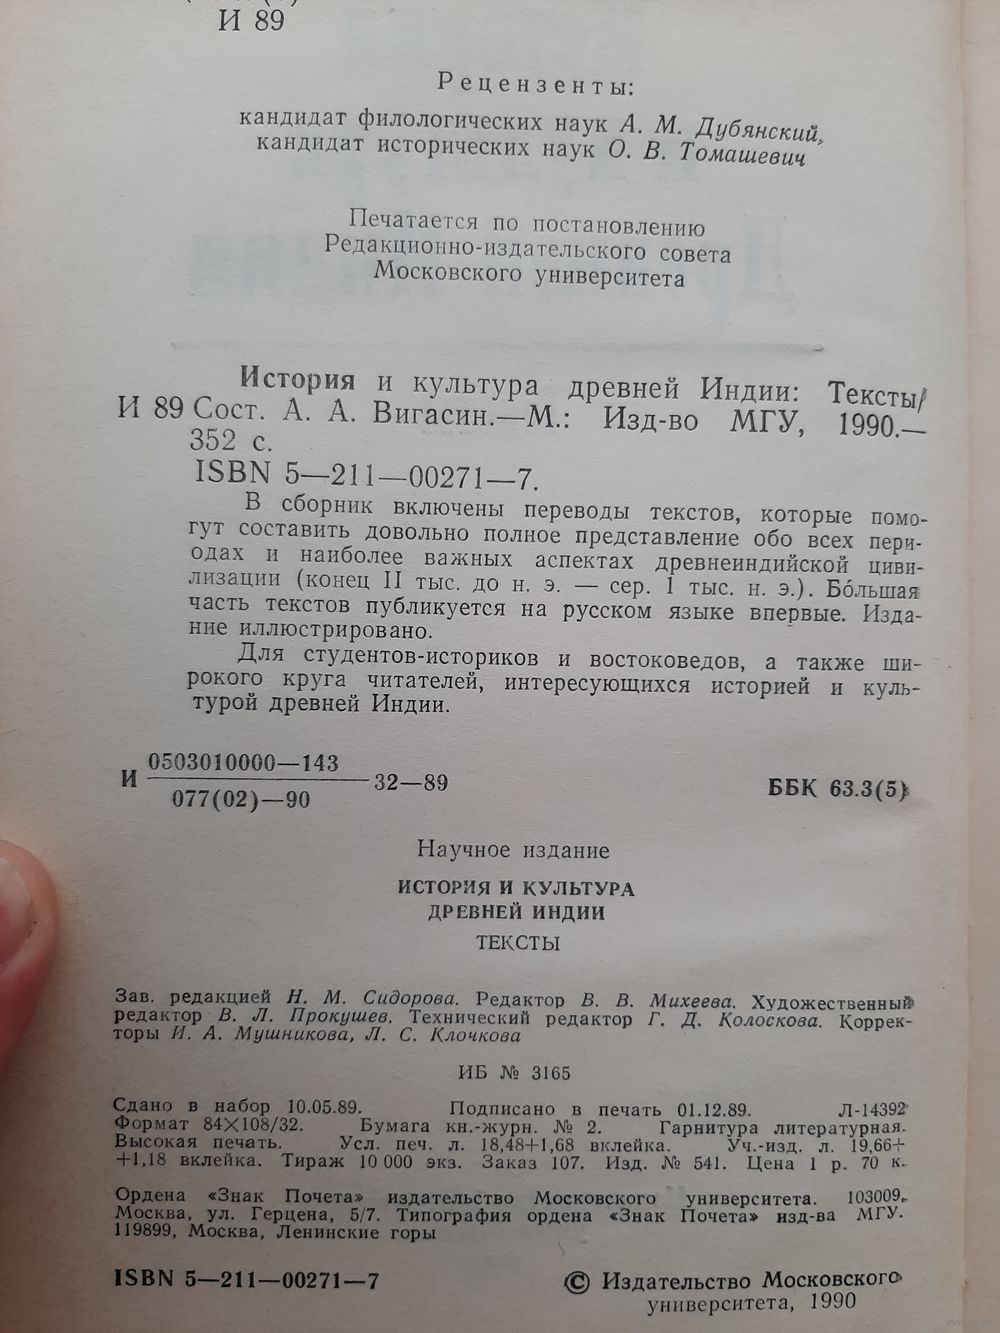 И 89
Рецензенты:
кандидат филологических наук А. М. Дубянский,
кандидат исторических наук О. В. Томашевич
Печатается по постановлению
Редакционно-издательского совета
Московского университета
История и культура древней Индии: Тексты/
И 89 Сост. А. А. Вигасин.—М.: Изд-во МГУ, 1990.—
352 с.
ISBN 5—211—00271—7.
В сборник включены переводы текстов, которые помо-
гут составить довольно полное представление обо всех пери-
одах и наиболее важных аспектах древнеиндийской циви-
лизации (конец II тыс. до н. э. — сер. 1 тыс. н. э.). Бо́льшая
часть текстов публикуется на русском языке впервые. Изда-
ние иллюстрировано.
Для студентов-историков и востоковедов, а также ши-
рокого круга читателей, интересующихся историей и куль-
турой древней Индии.
0503010000—143
И 32—89
077(02)—90
ББК 63.3(5)
Научное издание
ИСТОРИЯ И КУЛЬТУРА
ДРЕВНЕЙ ИНДИИ
ТЕКСТЫ
Зав. редакцией Н. М. Сидорова. Редактор В. В. Михеева. Художественный
редактор В. Л. Прокушев. Технический редактор Г. Д. Колоскова. Коррек-
торы И. А. Мушникова, Л. С. Клочкова
ИБ № 3165
Сдано в набор 10.05.89. Подписано в печать 01.12.89. Л-14392
Формат 84×108/32. Бумага кн.-журн. № 2. Гарнитура литературная.
Высокая печать. Усл. печ. л. 18,48+1,68 вклейка. Уч.-изд. л. 19,66+
+1,18 вклейка. Тираж 10 000 экз. Заказ 107. Изд. № 541. Цена 1 р. 70 к.
Ордена «Знак Почета» издательство Московского университета. 103009,
Москва, ул. Герцена, 5/7. Типография ордена «Знак Почета» изд-ва МГУ.
119899, Москва, Ленинские горы
ISBN 5—211—00271—7
© Издательство Московского
университета, 1990